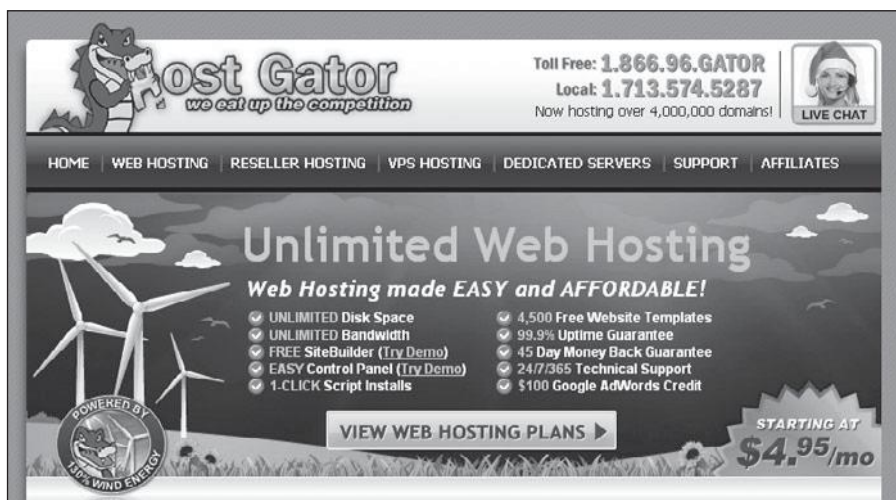 Host Gator
we eat up the competition
Toll Free: 1.866.96.GATOR
Local: 1.713.574.5287
Now hosting over 4,000,000 domains!
LIVE CHAT
HOME | WEB HOSTING | RESELLER HOSTING | VPS HOSTING | DEDICATED SERVERS | SUPPORT | AFFILIATES
Unlimited Web Hosting
Web Hosting made EASY and AFFORDABLE!
UNLIMITED Disk Space
UNLIMITED Bandwidth
FREE SiteBuilder (Try Demo)
EASY Control Panel (Try Demo)
1-CLICK Script Installs
4,500 Free Website Templates
99.9% Uptime Guarantee
45 Day Money Back Guarantee
24/7/365 Technical Support
$100 Google AdWords Credit
VIEW WEB HOSTING PLANS
POWERED BY
130% WIND ENERGY
STARTING AT
$4.95/mo